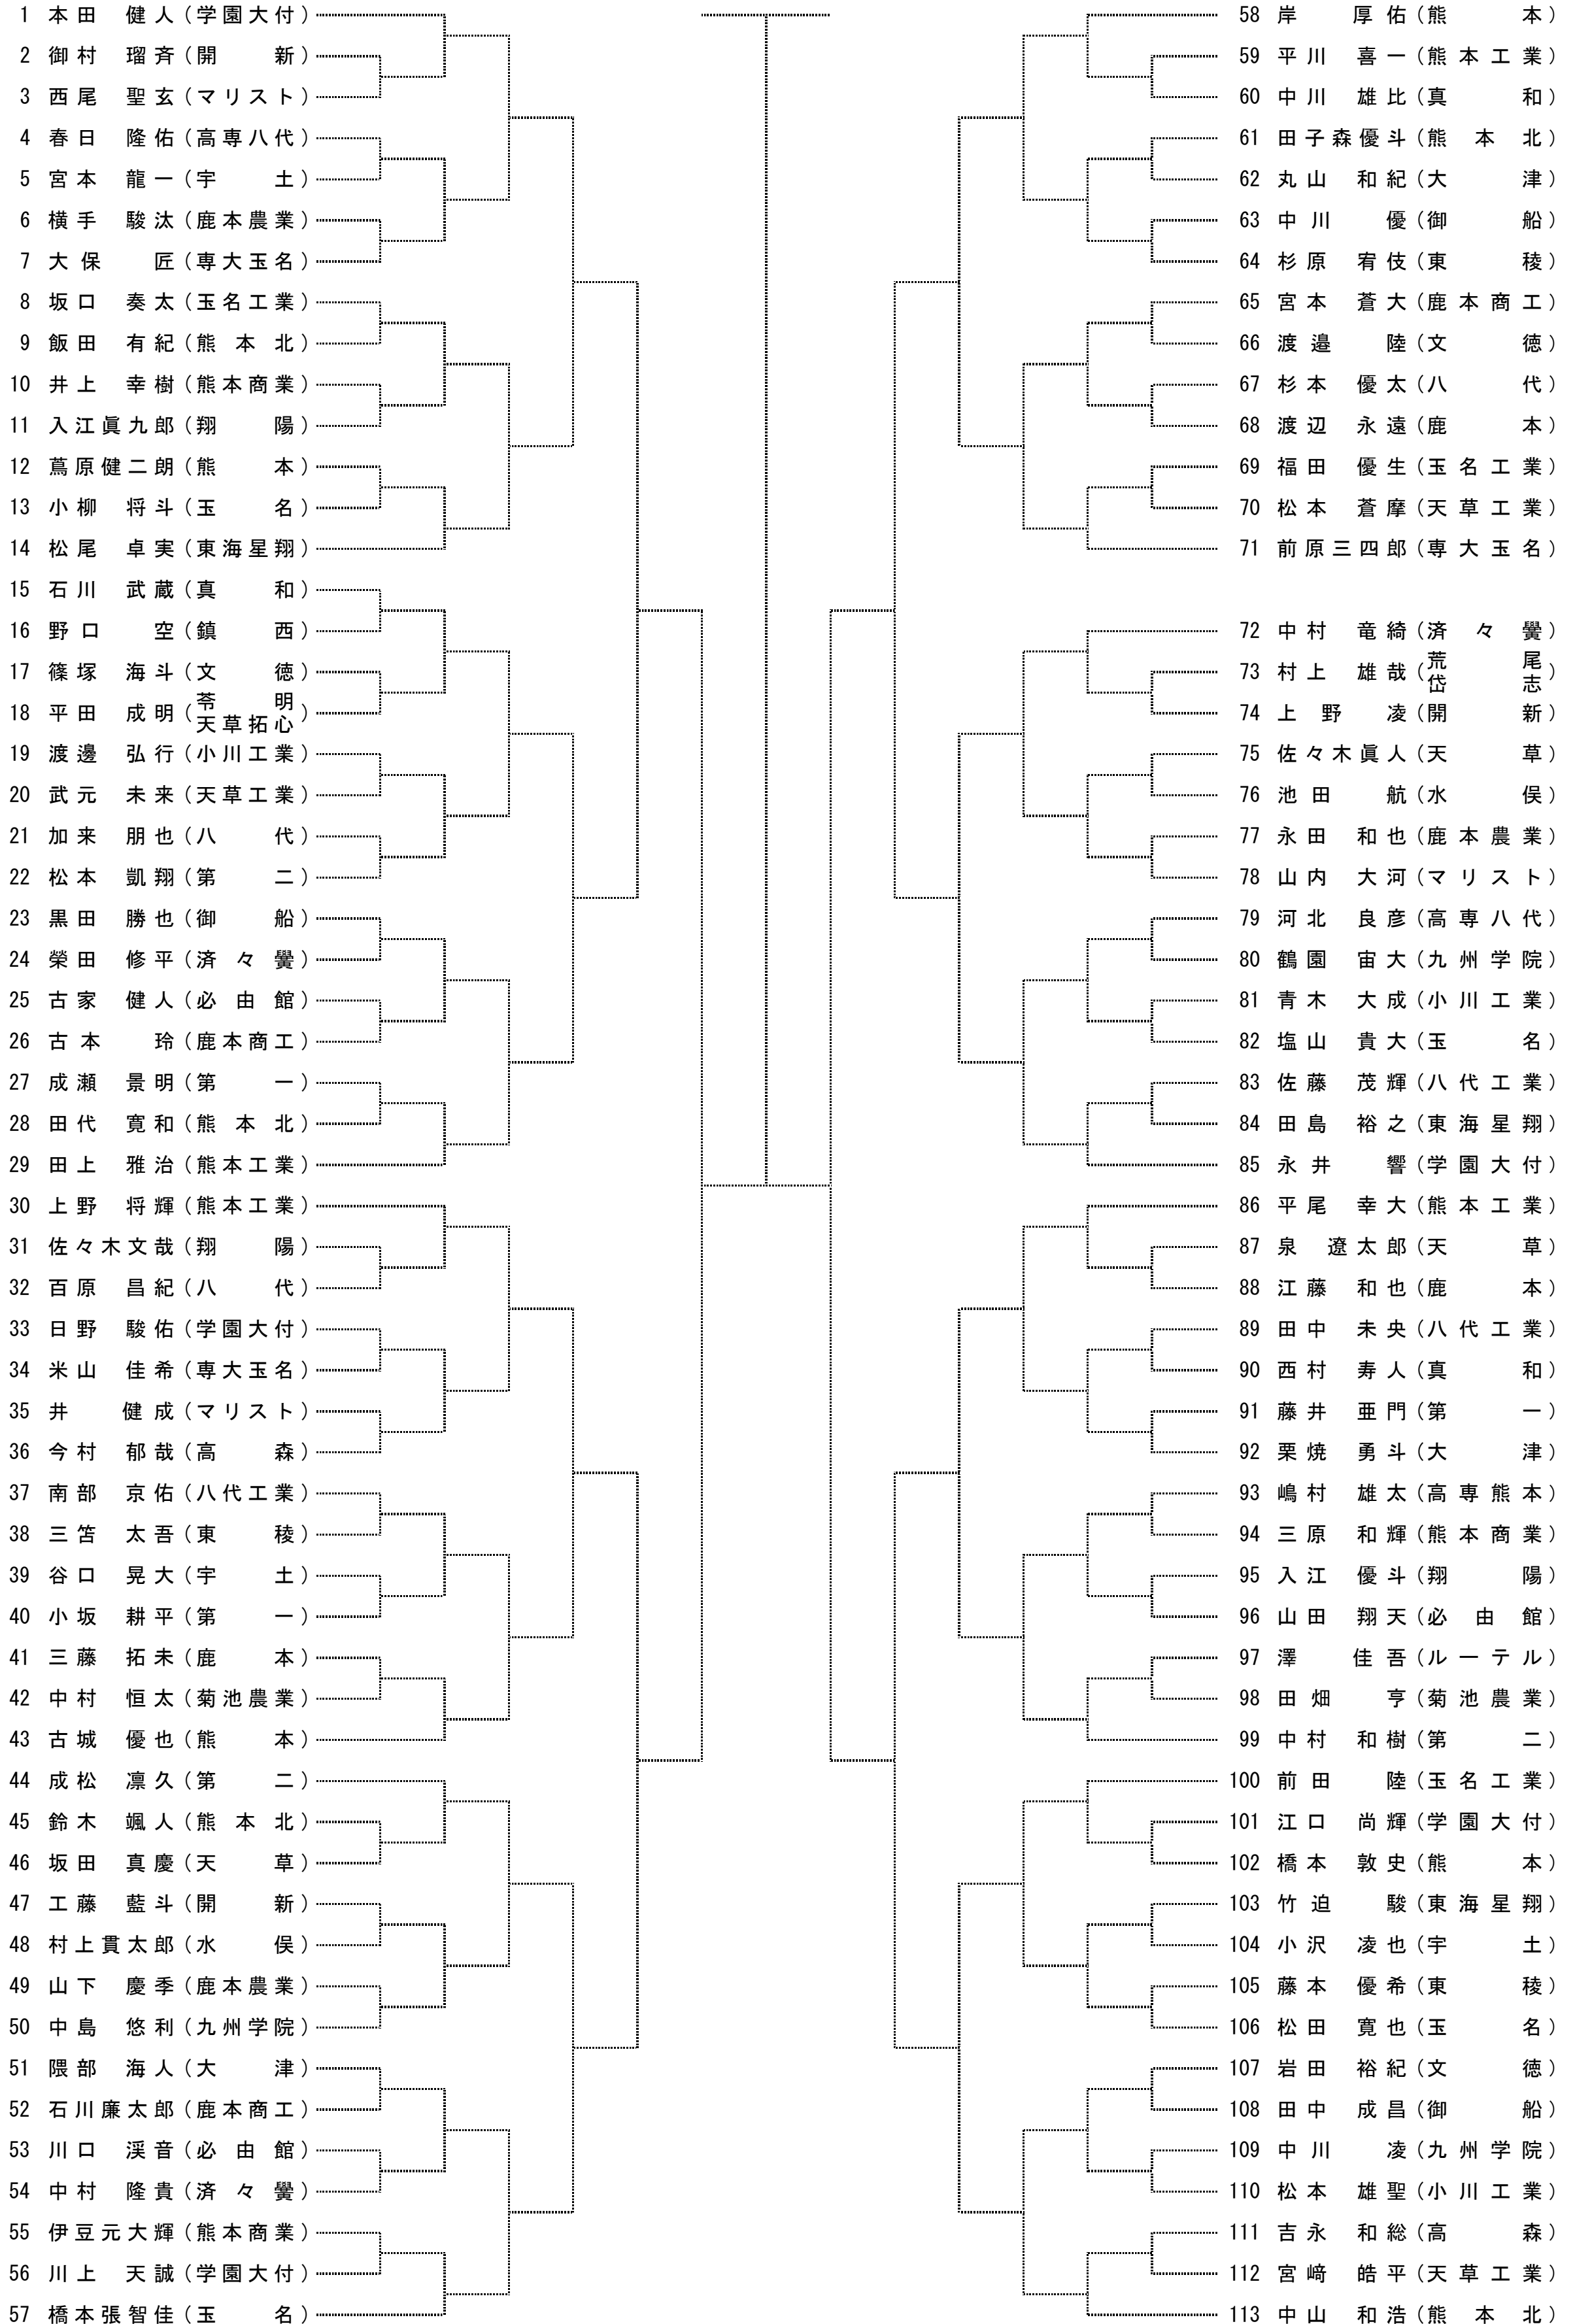 1 本田 健人（学園大付）
2 御村 瑠斉（開新）
3 西尾 聖玄（マリスト）
4 春日 隆佑（高専八代）
5 宮本 龍一（宇土）
6 横手 駿汰（鹿本農業）
7 大保 匠（専大玉名）
8 坂口 奏太（玉名工業）
9 飯田 有紀（熊本北）
10 井上 幸樹（熊本商業）
11 入江眞九郎（翔陽）
12 蔦原健二朗（熊本）
13 小柳 将斗（玉名）
14 松尾 卓実（東海星翔）
15 石川 武蔵（真和）
16 野口 空（鎮西）
17 篠塚 海斗（文徳）
18 平田 成明（苓明 天草拓心）
19 渡邊 弘行（小川工業）
20 武元 未来（天草工業）
21 加来 朋也（八代）
22 松本 凱翔（第二）
23 黒田 勝也（御船）
24 榮田 修平（済々黌）
25 古家 健人（必由館）
26 古本 玲（鹿本商工）
27 成瀬 景明（第一）
28 田代 寛和（熊本北）
29 田上 雅治（熊本工業）
30 上野 将輝（熊本工業）
31 佐々木文哉（翔陽）
32 百原 昌紀（八代）
33 日野 駿佑（学園大付）
34 米山 佳希（専大玉名）
35 井 健成（マリスト）
36 今村 郁哉（高森）
37 南部 京佑（八代工業）
38 三笘 太吾（東稜）
39 谷口 晃大（宇土）
40 小坂 耕平（第一）
41 三藤 拓未（鹿本）
42 中村 恒太（菊池農業）
43 古城 優也（熊本）
44 成松 凛久（第二）
45 鈴木 颯人（熊本北）
46 坂田 真慶（天草）
47 工藤 藍斗（開新）
48 村上貫太郎（水俣）
49 山下 慶季（鹿本農業）
50 中島 悠利（九州学院）
51 隈部 海人（大津）
52 石川廉太郎（鹿本商工）
53 川口 渓音（必由館）
54 中村 隆貴（済々黌）
55 伊豆元大輝（熊本商業）
56 川上 天誠（学園大付）
57 橋本張智佳（玉名）
58 岸 厚佑（熊本）
59 平川 喜一（熊本工業）
60 中川 雄比（真和）
61 田子森優斗（熊本北）
62 丸山 和紀（大津）
63 中川 優（御船）
64 杉原 宥伎（東稜）
65 宮本 蒼大（鹿本商工）
66 渡邉 陸（文徳）
67 杉本 優太（八代）
68 渡辺 永遠（鹿本）
69 福田 優生（玉名工業）
70 松本 蒼摩（天草工業）
71 前原三四郎（専大玉名）
72 中村 竜綺（済々黌）
73 村上 雄哉（荒尾 岱志）
74 上野 凌（開新）
75 佐々木眞人（天草）
76 池田 航（水俣）
77 永田 和也（鹿本農業）
78 山内 大河（マリスト）
79 河北 良彦（高専八代）
80 鶴園 宙大（九州学院）
81 青木 大成（小川工業）
82 塩山 貴大（玉名）
83 佐藤 茂輝（八代工業）
84 田島 裕之（東海星翔）
85 永井 響（学園大付）
86 平尾 幸大（熊本工業）
87 泉 遼太郎（天草）
88 江藤 和也（鹿本）
89 田中 未央（八代工業）
90 西村 寿人（真和）
91 藤井 亜門（第一）
92 栗焼 勇斗（大津）
93 嶋村 雄太（高専熊本）
94 三原 和輝（熊本商業）
95 入江 優斗（翔陽）
96 山田 翔天（必由館）
97 澤 佳吾（ルーテル）
98 田畑 亨（菊池農業）
99 中村 和樹（第二）
100 前田 陸（玉名工業）
101 江口 尚輝（学園大付）
102 橋本 敦史（熊本）
103 竹迫 駿（東海星翔）
104 小沢 凌也（宇土）
105 藤本 優希（東稜）
106 松田 寛也（玉名）
107 岩田 裕紀（文徳）
108 田中 成昌（御船）
109 中川 凌（九州学院）
110 松本 雄聖（小川工業）
111 吉永 和総（高森）
112 宮﨑 皓平（天草工業）
113 中山 和浩（熊本北）